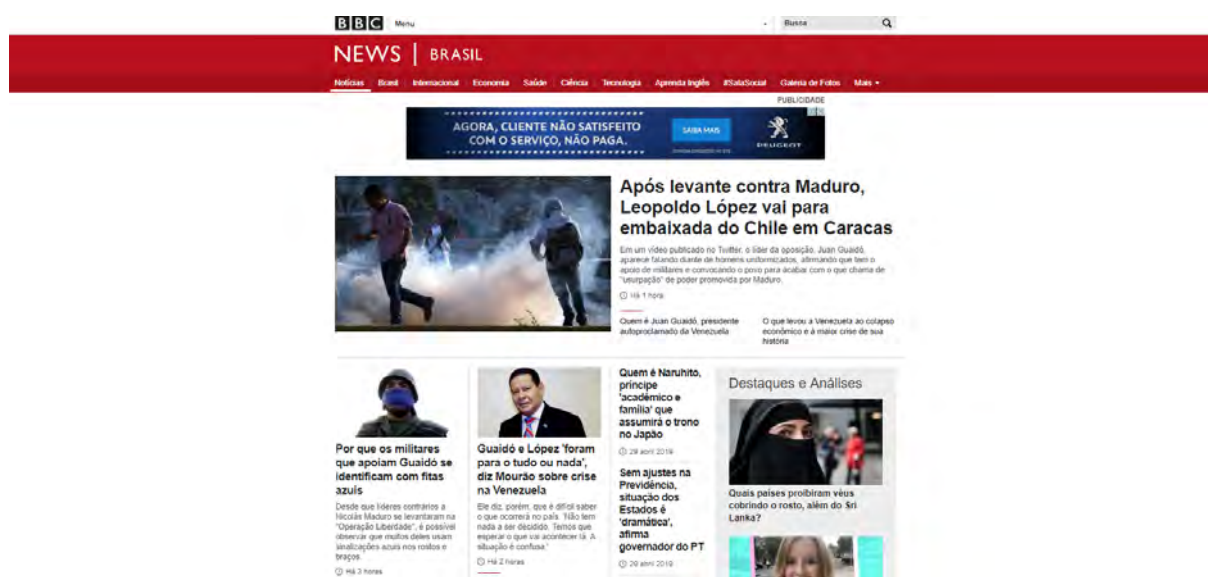 BBC Menu
Busca
NEWS | BRASIL
Notícias Brasil Internacional Economia Saúde Ciência Tecnologia Aprenda Inglês #SalaSocial Galeria de Fotos Mais
PUBLICIDADE
AGORA, CLIENTE NÃO SATISFEITO
COM O SERVIÇO, NÃO PAGA.
SAIBA MAIS
PEUGEOT
Após levante contra Maduro,
Leopoldo López vai para
embaixada do Chile em Caracas
Em um vídeo publicado no Twitter, o líder da oposição, Juan Guaidó,
aparece falando diante de homens uniformizados, afirmando que tem o
apoio de militares e convocando o povo para acabar com o que chama de
"usurpação" de poder promovida por Maduro.
Há 1 hora
Quem é Juan Guaidó, presidente
autoproclamado da Venezuela
O que levou a Venezuela ao colapso
econômico e à maior crise de sua
história
Por que os militares
que apoiam Guaidó se
identificam com fitas
azuis
Desde que líderes contrários a
Nicolás Maduro se levantaram na
"Operação Liberdade", é possível
observar que muitos deles usam
sinalizações azuis nos rostos e
braços.
Há 3 horas
Guaidó e López 'foram
para o tudo ou nada',
diz Mourão sobre crise
na Venezuela
Ele diz, porém, que é difícil saber
o que ocorrerá no país. 'Não tem
nada a ser decidido. Temos que
esperar o que vai acontecer lá. A
situação é confusa.'
Há 2 horas
Quem é Naruhito,
príncipe
'acadêmico e
família' que
assumirá o trono
no Japão
29 abril 2019
Sem ajustes na
Previdência,
situação dos
Estados é
'dramática',
afirma
governador do PT
29 abril 2019
Destaques e Análises
Quais países proibiram véus
cobrindo o rosto, além do Sri
Lanka?